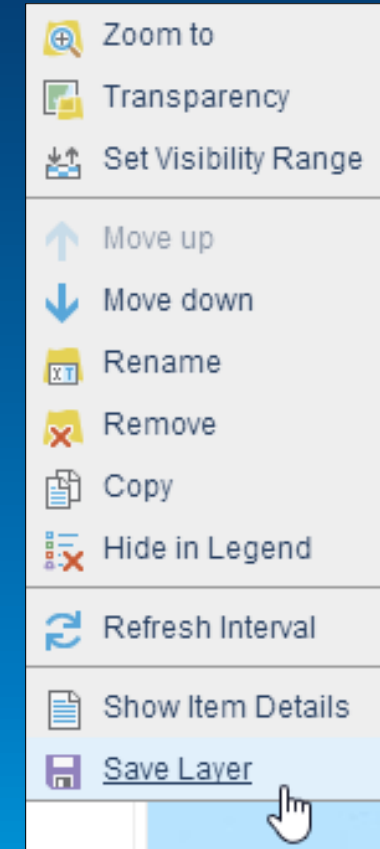 Zoom to
Transparency
Set Visibility Range
Move up
Move down
Rename
Remove
Copy
Hide in Legend
Refresh Interval
Show Item Details
Save Layer